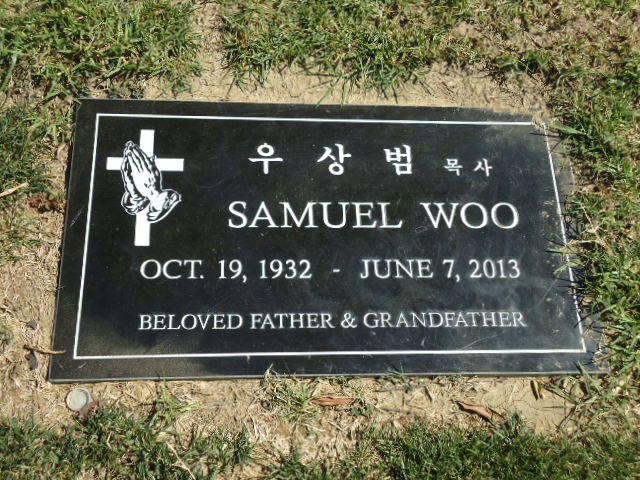 우상범 목사
SAMUEL WOO
OCT. 19, 1932 - JUNE 7, 2013
BELOVED FATHER & GRANDFATHER